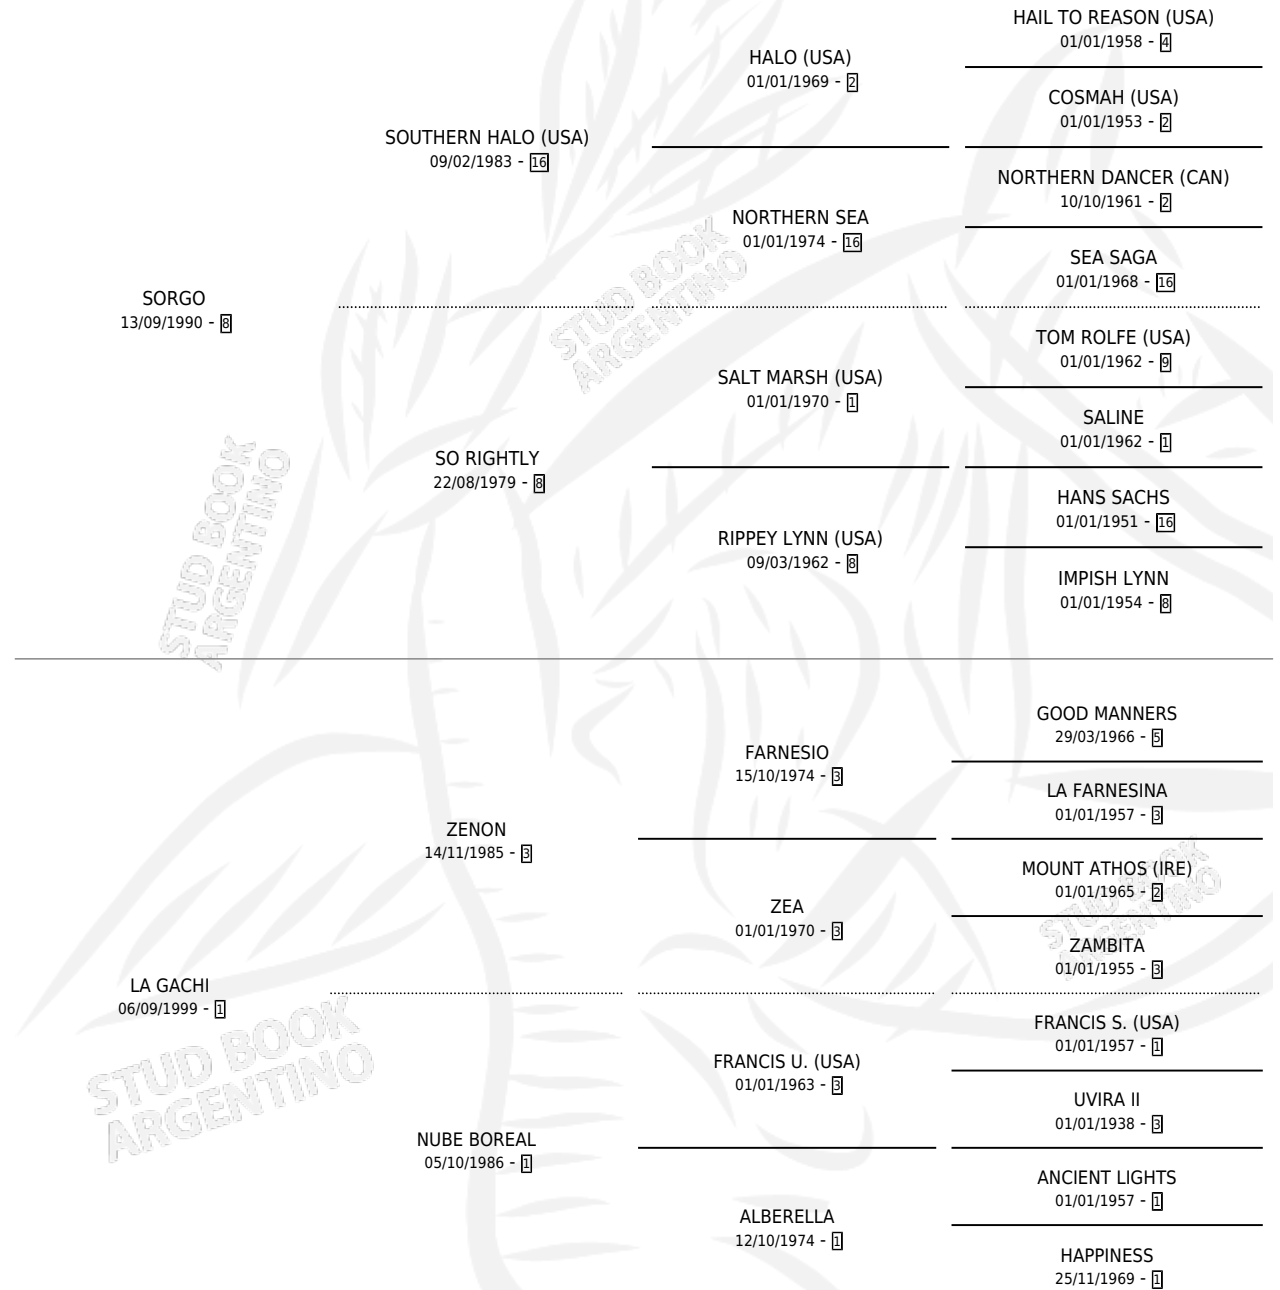 HAIL TO REASON (USA)
01/01/1958 - 4
HALO (USA)
01/01/1969 - 2
COSMAH (USA)
01/01/1953 - 2
SOUTHERN HALO (USA)
09/02/1983 - 16
NORTHERN DANCER (CAN)
10/10/1961 - 2
NORTHERN SEA
01/01/1974 - 16
SEA SAGA
01/01/1968 - 16
SORGO
13/09/1990 - 8
TOM ROLFE (USA)
01/01/1962 - 9
SALT MARSH (USA)
01/01/1970 - 1
SALINE
01/01/1962 - 1
SO RIGHTLY
22/08/1979 - 8
HANS SACHS
01/01/1951 - 16
RIPPEY LYNN (USA)
09/03/1962 - 8
IMPISH LYNN
01/01/1954 - 8
GOOD MANNERS
29/03/1966 - 5
FARNESIO
15/10/1974 - 3
LA FARNESINA
01/01/1957 - 3
ZENON
14/11/1985 - 3
MOUNT ATHOS (IRE)
01/01/1965 - 2
ZEA
01/01/1970 - 3
ZAMBITA
01/01/1955 - 3
LA GACHI
06/09/1999 - 1
FRANCIS S. (USA)
01/01/1957 - 1
FRANCIS U. (USA)
01/01/1963 - 3
UVIRA II
01/01/1938 - 3
NUBE BOREAL
05/10/1986 - 1
ANCIENT LIGHTS
01/01/1957 - 1
ALBERELLA
12/10/1974 - 1
HAPPINESS
25/11/1969 - 1
STUD BOOK
ARGENTINO
STUD BOOK
ARGENTINO
STUD BOOK
ARGENTINO
STUD BOOK
ARGENTINO